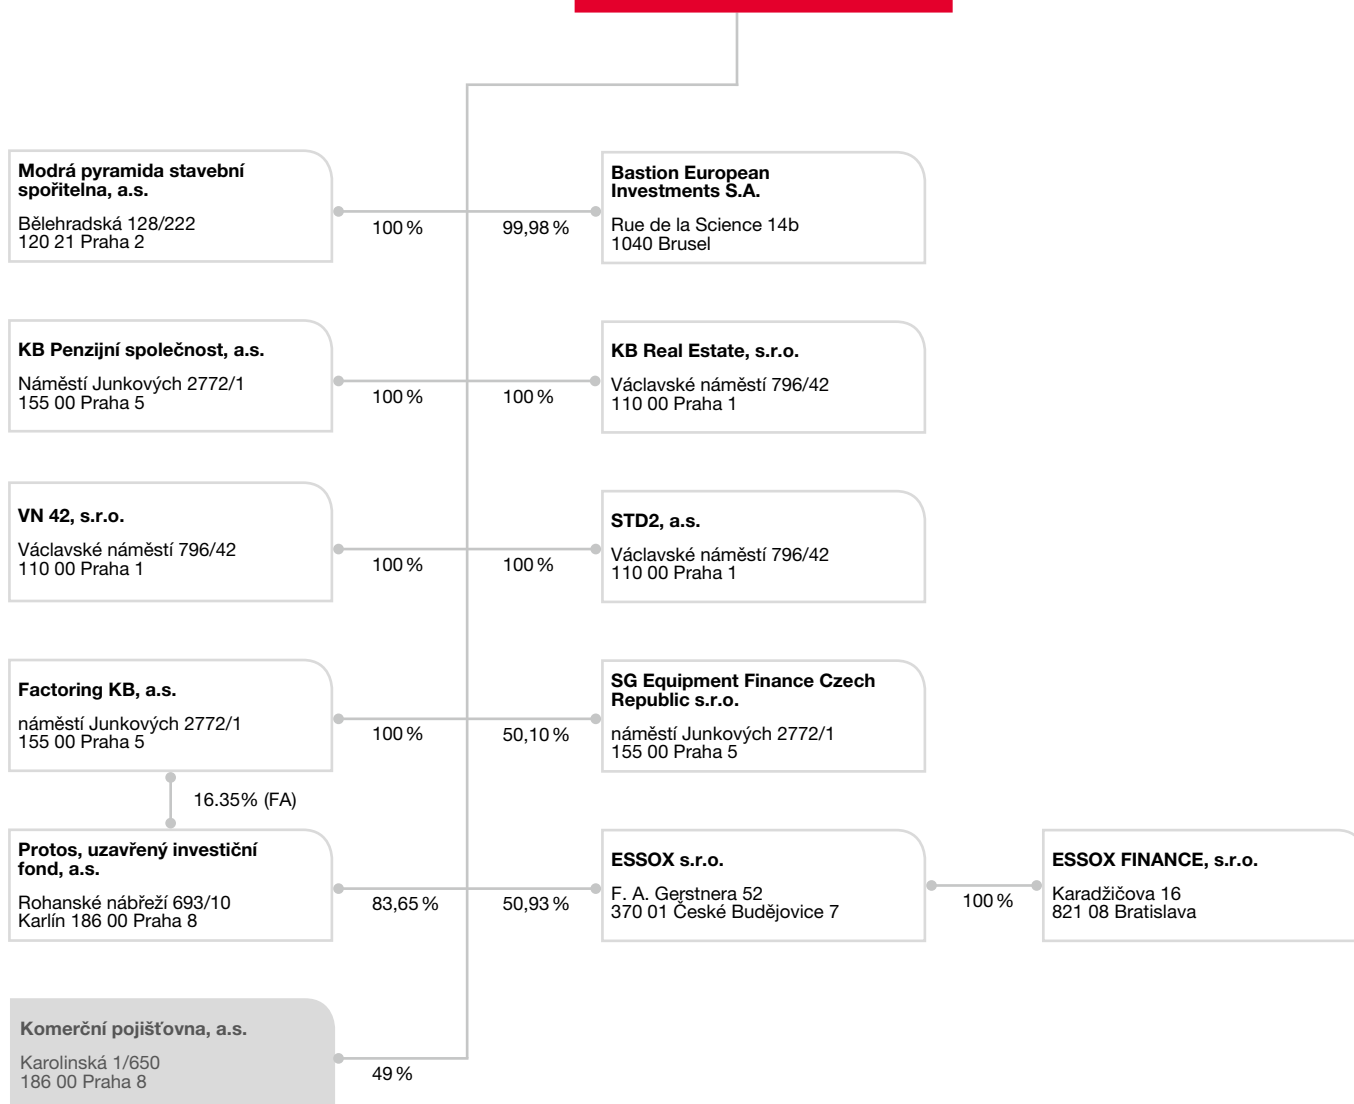 Modrá pyramida stavební
spořitelna, a.s.
Bělehradská 128/222
120 21 Praha 2
100 %
99,98 %
Bastion European
Investments S.A.
Rue de la Science 14b
1040 Brusel
KB Penzijní společnost, a.s.
Náměstí Junkových 2772/1
155 00 Praha 5
100 %
100 %
KB Real Estate, s.r.o.
Václavské náměstí 796/42
110 00 Praha 1
VN 42, s.r.o.
Václavské náměstí 796/42
110 00 Praha 1
100 %
100 %
STD2, a.s.
Václavské náměstí 796/42
110 00 Praha 1
Factoring KB, a.s.
náměstí Junkových 2772/1
155 00 Praha 5
100 %
50,10 %
SG Equipment Finance Czech
Republic s.r.o.
náměstí Junkových 2772/1
155 00 Praha 5
16.35% (FA)
Protos, uzavřený investiční
fond, a.s.
Rohanské nábřeží 693/10
Karlín 186 00 Praha 8
83,65 %
50,93 %
ESSOX s.r.o.
F. A. Gerstnera 52
370 01 České Budějovice 7
100 %
ESSOX FINANCE, s.r.o.
Karadžičova 16
821 08 Bratislava
Komerční pojišťovna, a.s.
Karolinská 1/650
186 00 Praha 8
49 %